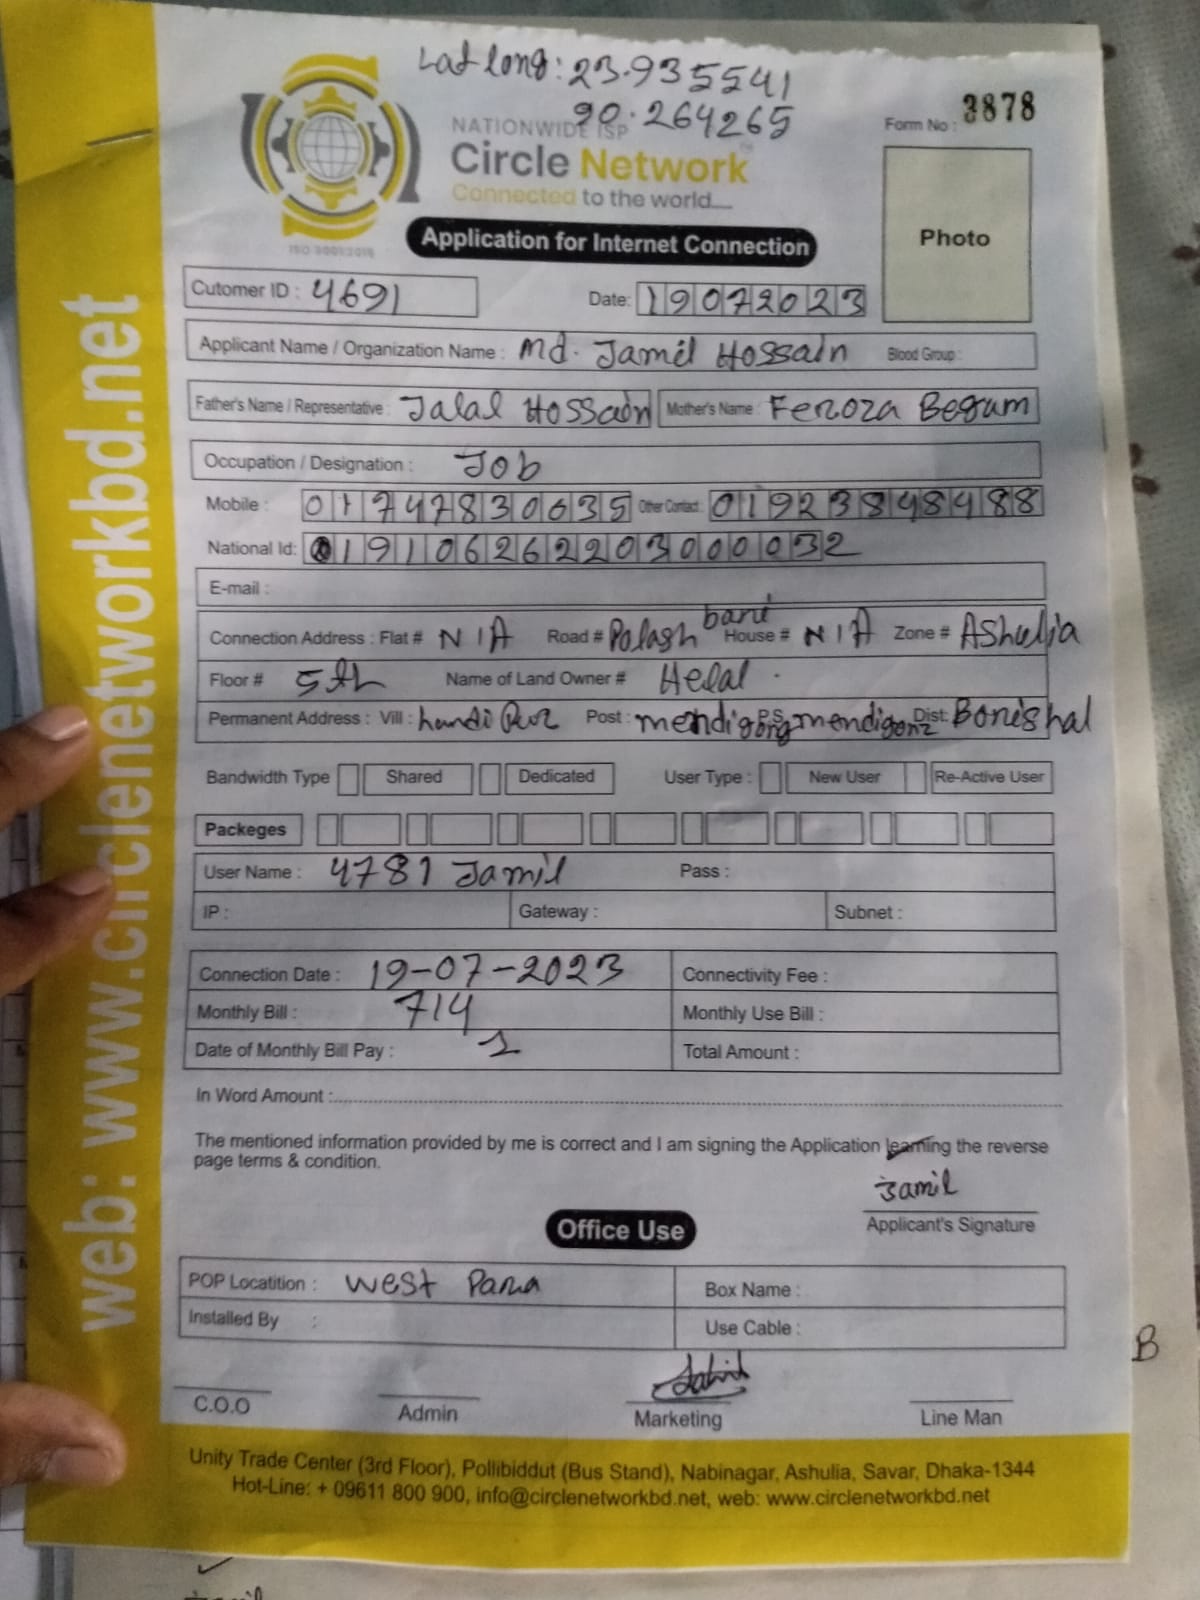 Lat long: 23.935541
90.264265
NATIONWIDE ISP
Circle Network
Connected to the world....
ISO 9001:2015
Form No : 3878
Photo
Application for Internet Connection
Cutomer ID : 4691 Date: 19072023
Applicant Name / Organization Name : Md. Jamil Hossain Blood Group :
Father's Name / Representative : Jalal Hossain Mother's Name : Feroza Begum
Occupation / Designation : Job
Mobile : 01747830635 Other Contact : 01923848488
National Id: 19106262203000032
E-mail :
Connection Address : Flat # N/A Road # Palash bari House # N/A Zone # Ashulia
Floor # 5th Name of Land Owner # Helal
Permanent Address : Vill : Post : P.S Dist: Borishal
Bandwidth Type Shared Dedicated User Type : New User Re-Active User
Packeges
User Name : 4781 Jamil Pass :
IP : Gateway : Subnet :
Connection Date : 19-07-2023 Connectivity Fee :
Monthly Bill : 714 Monthly Use Bill :
Date of Monthly Bill Pay : 1 Total Amount :
In Word Amount :
The mentioned information provided by me is correct and I am signing the Application learning the reverse
page terms & condition.
Jamil
Applicant's Signature
Office Use
POP Locatition : West Para Box Name :
Installed By : Use Cable :
B
C.O.O Admin Marketing Line Man
Unity Trade Center (3rd Floor), Pollibiddut (Bus Stand), Nabinagar, Ashulia, Savar, Dhaka-1344
Hot-Line: + 09611 800 900, info@circlenetworkbd.net, web: www.circlenetworkbd.net
web: www.circlenetworkbd.net